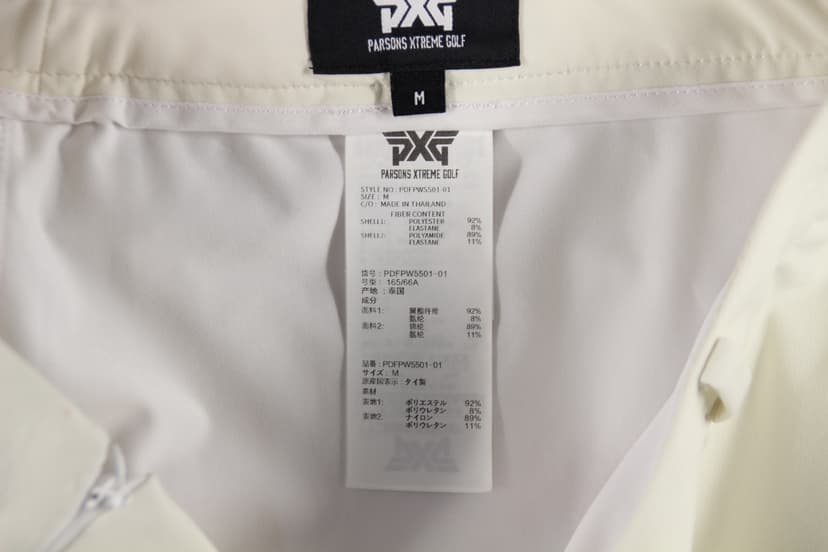 PXG
PARSONS XTREME GOLF
M
PXG
PARSONS XTREME GOLF
STYLE NO : PDFPW5501-01
SIZE : M
C/O : MADE IN THAILAND
FIBER CONTENT
SHELL1: POLYESTER 92%
ELASTANE 8%
SHELL2: POLYAMIDE 89%
ELASTANE 11%
货号 : PDFPW5501-01
号型 : 165/66A
产地 : 泰国
成分
面料1: 聚酯纤维 92%
氨纶 8%
面料2: 锦纶 89%
氨纶 11%
品番 : PDFPW5501-01
サイズ : M
原産国表示 : タイ製
素材
表地1: ポリエステル 92%
ポリウレタン 8%
表地2: ナイロン 89%
ポリウレタン 11%